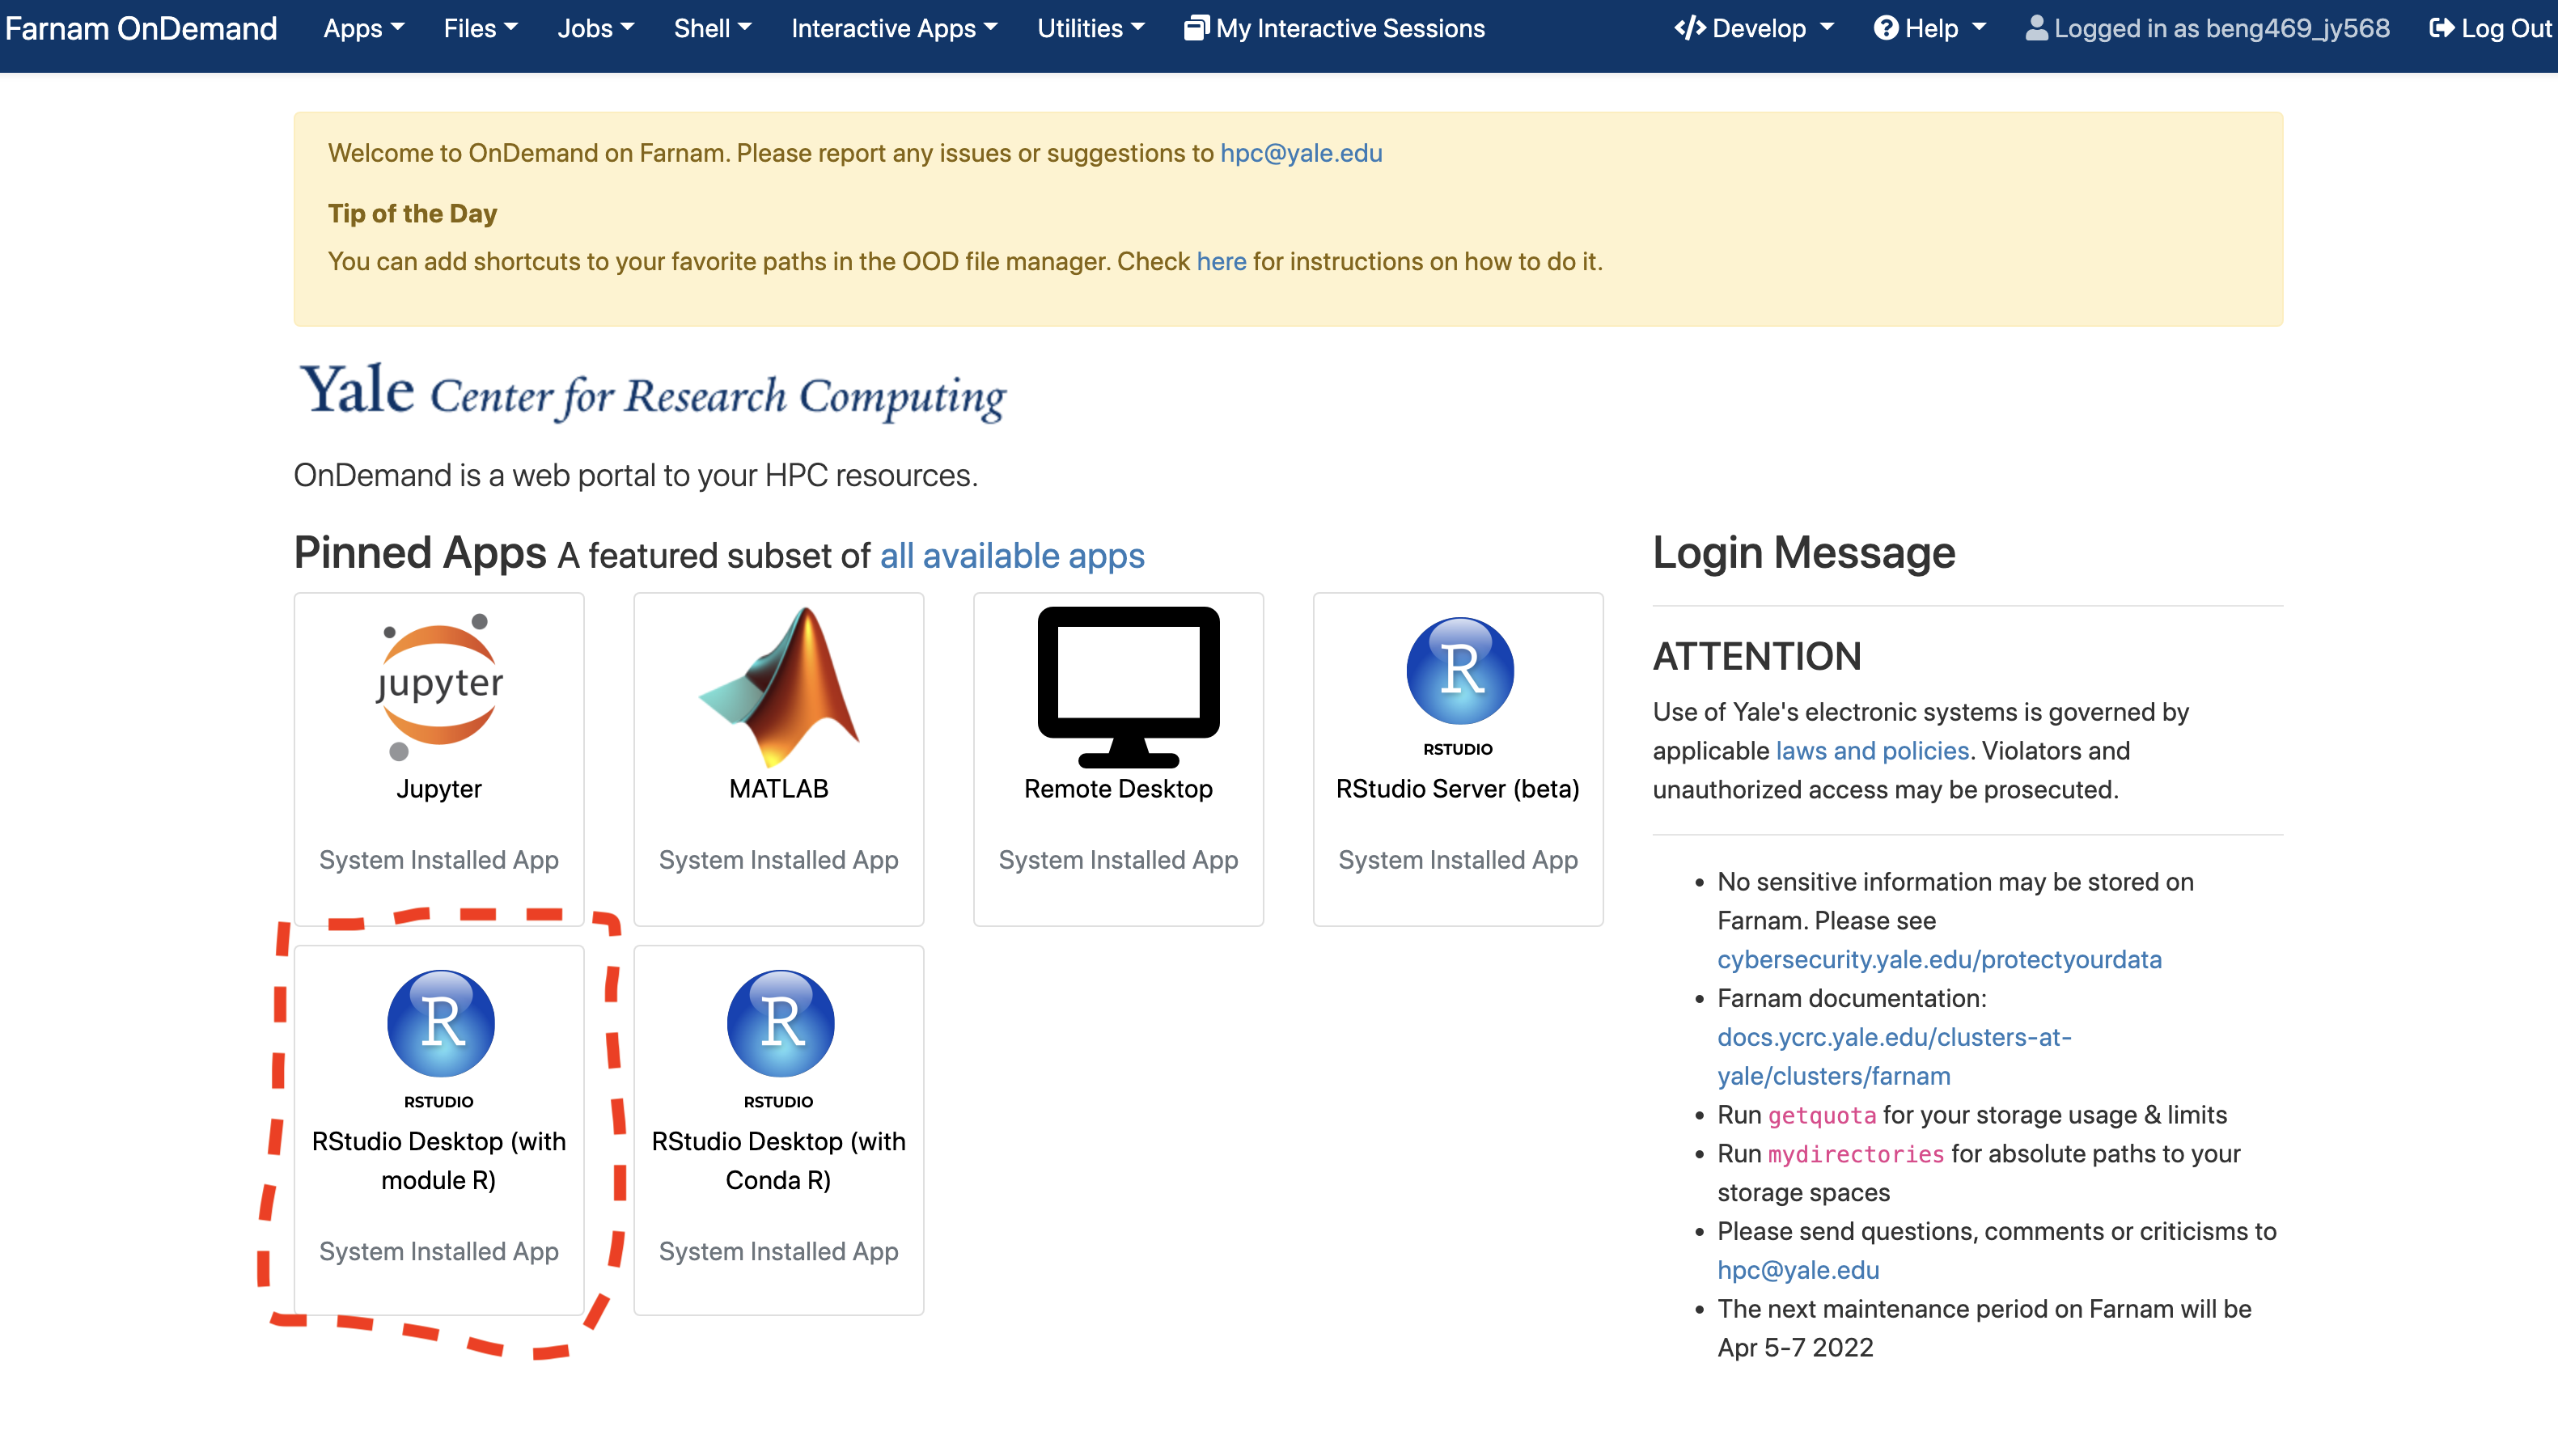 Farnam OnDemand Apps Files Jobs Shell Interactive Apps Utilities My Interactive Sessions </> Develop Help Logged in as beng469_jy568 Log Out
Welcome to OnDemand on Farnam. Please report any issues or suggestions to hpc@yale.edu
Tip of the Day
You can add shortcuts to your favorite paths in the OOD file manager. Check here for instructions on how to do it.
Yale Center for Research Computing
OnDemand is a web portal to your HPC resources.
Pinned Apps A featured subset of all available apps
jupyter
Jupyter
System Installed App
MATLAB
System Installed App
Remote Desktop
System Installed App
R
RSTUDIO
RStudio Server (beta)
System Installed App
R
RSTUDIO
RStudio Desktop (with
module R)
System Installed App
R
RSTUDIO
RStudio Desktop (with
Conda R)
System Installed App
Login Message
ATTENTION
Use of Yale's electronic systems is governed by
applicable laws and policies. Violators and
unauthorized access may be prosecuted.
• No sensitive information may be stored on
Farnam. Please see
cybersecurity.yale.edu/protectyourdata
• Farnam documentation:
docs.ycrc.yale.edu/clusters-at-
yale/clusters/farnam
• Run getquota for your storage usage & limits
• Run mydirectories for absolute paths to your
storage spaces
• Please send questions, comments or criticisms to
hpc@yale.edu
• The next maintenance period on Farnam will be
Apr 5-7 2022